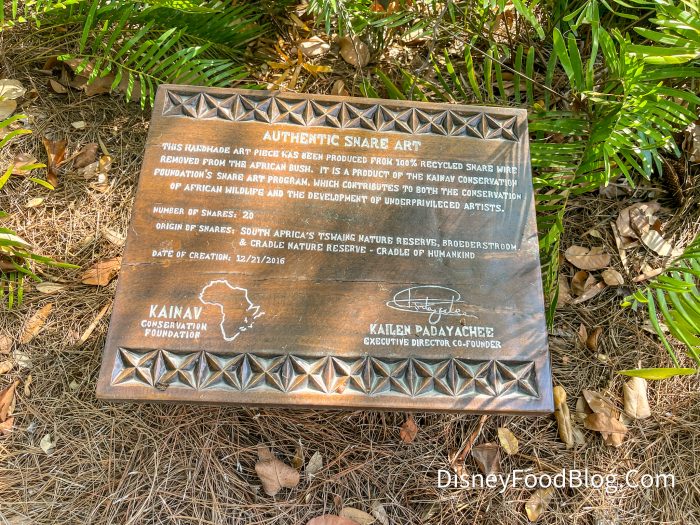 AUTHENTIC SNARE ART
THIS HANDMADE ART PIECE HAS BEEN PRODUCED FROM 100% RECYCLED SNARE WIRE
REMOVED FROM THE AFRICAN BUSH. IT IS A PRODUCT OF THE KAINAV CONSERVATION
FOUNDATION'S SNARE ART PROGRAM, WHICH CONTRIBUTES TO BOTH THE CONSERVATION
OF AFRICAN WILDLIFE AND THE DEVELOPMENT OF UNDERPRIVILEGED ARTISTS.
NUMBER OF SNARES: 20
ORIGIN OF SNARES: SOUTH AFRICA'S TSWAING NATURE RESERVE, BROEDERSTROOM
& CRADLE NATURE RESERVE - CRADLE OF HUMANKIND
DATE OF CREATION: 12/21/2016
KAINAV
CONSERVATION
FOUNDATION
KAILEN PADAYACHEE
EXECUTIVE DIRECTOR CO-FOUNDER
DisneyFoodBlog.Com